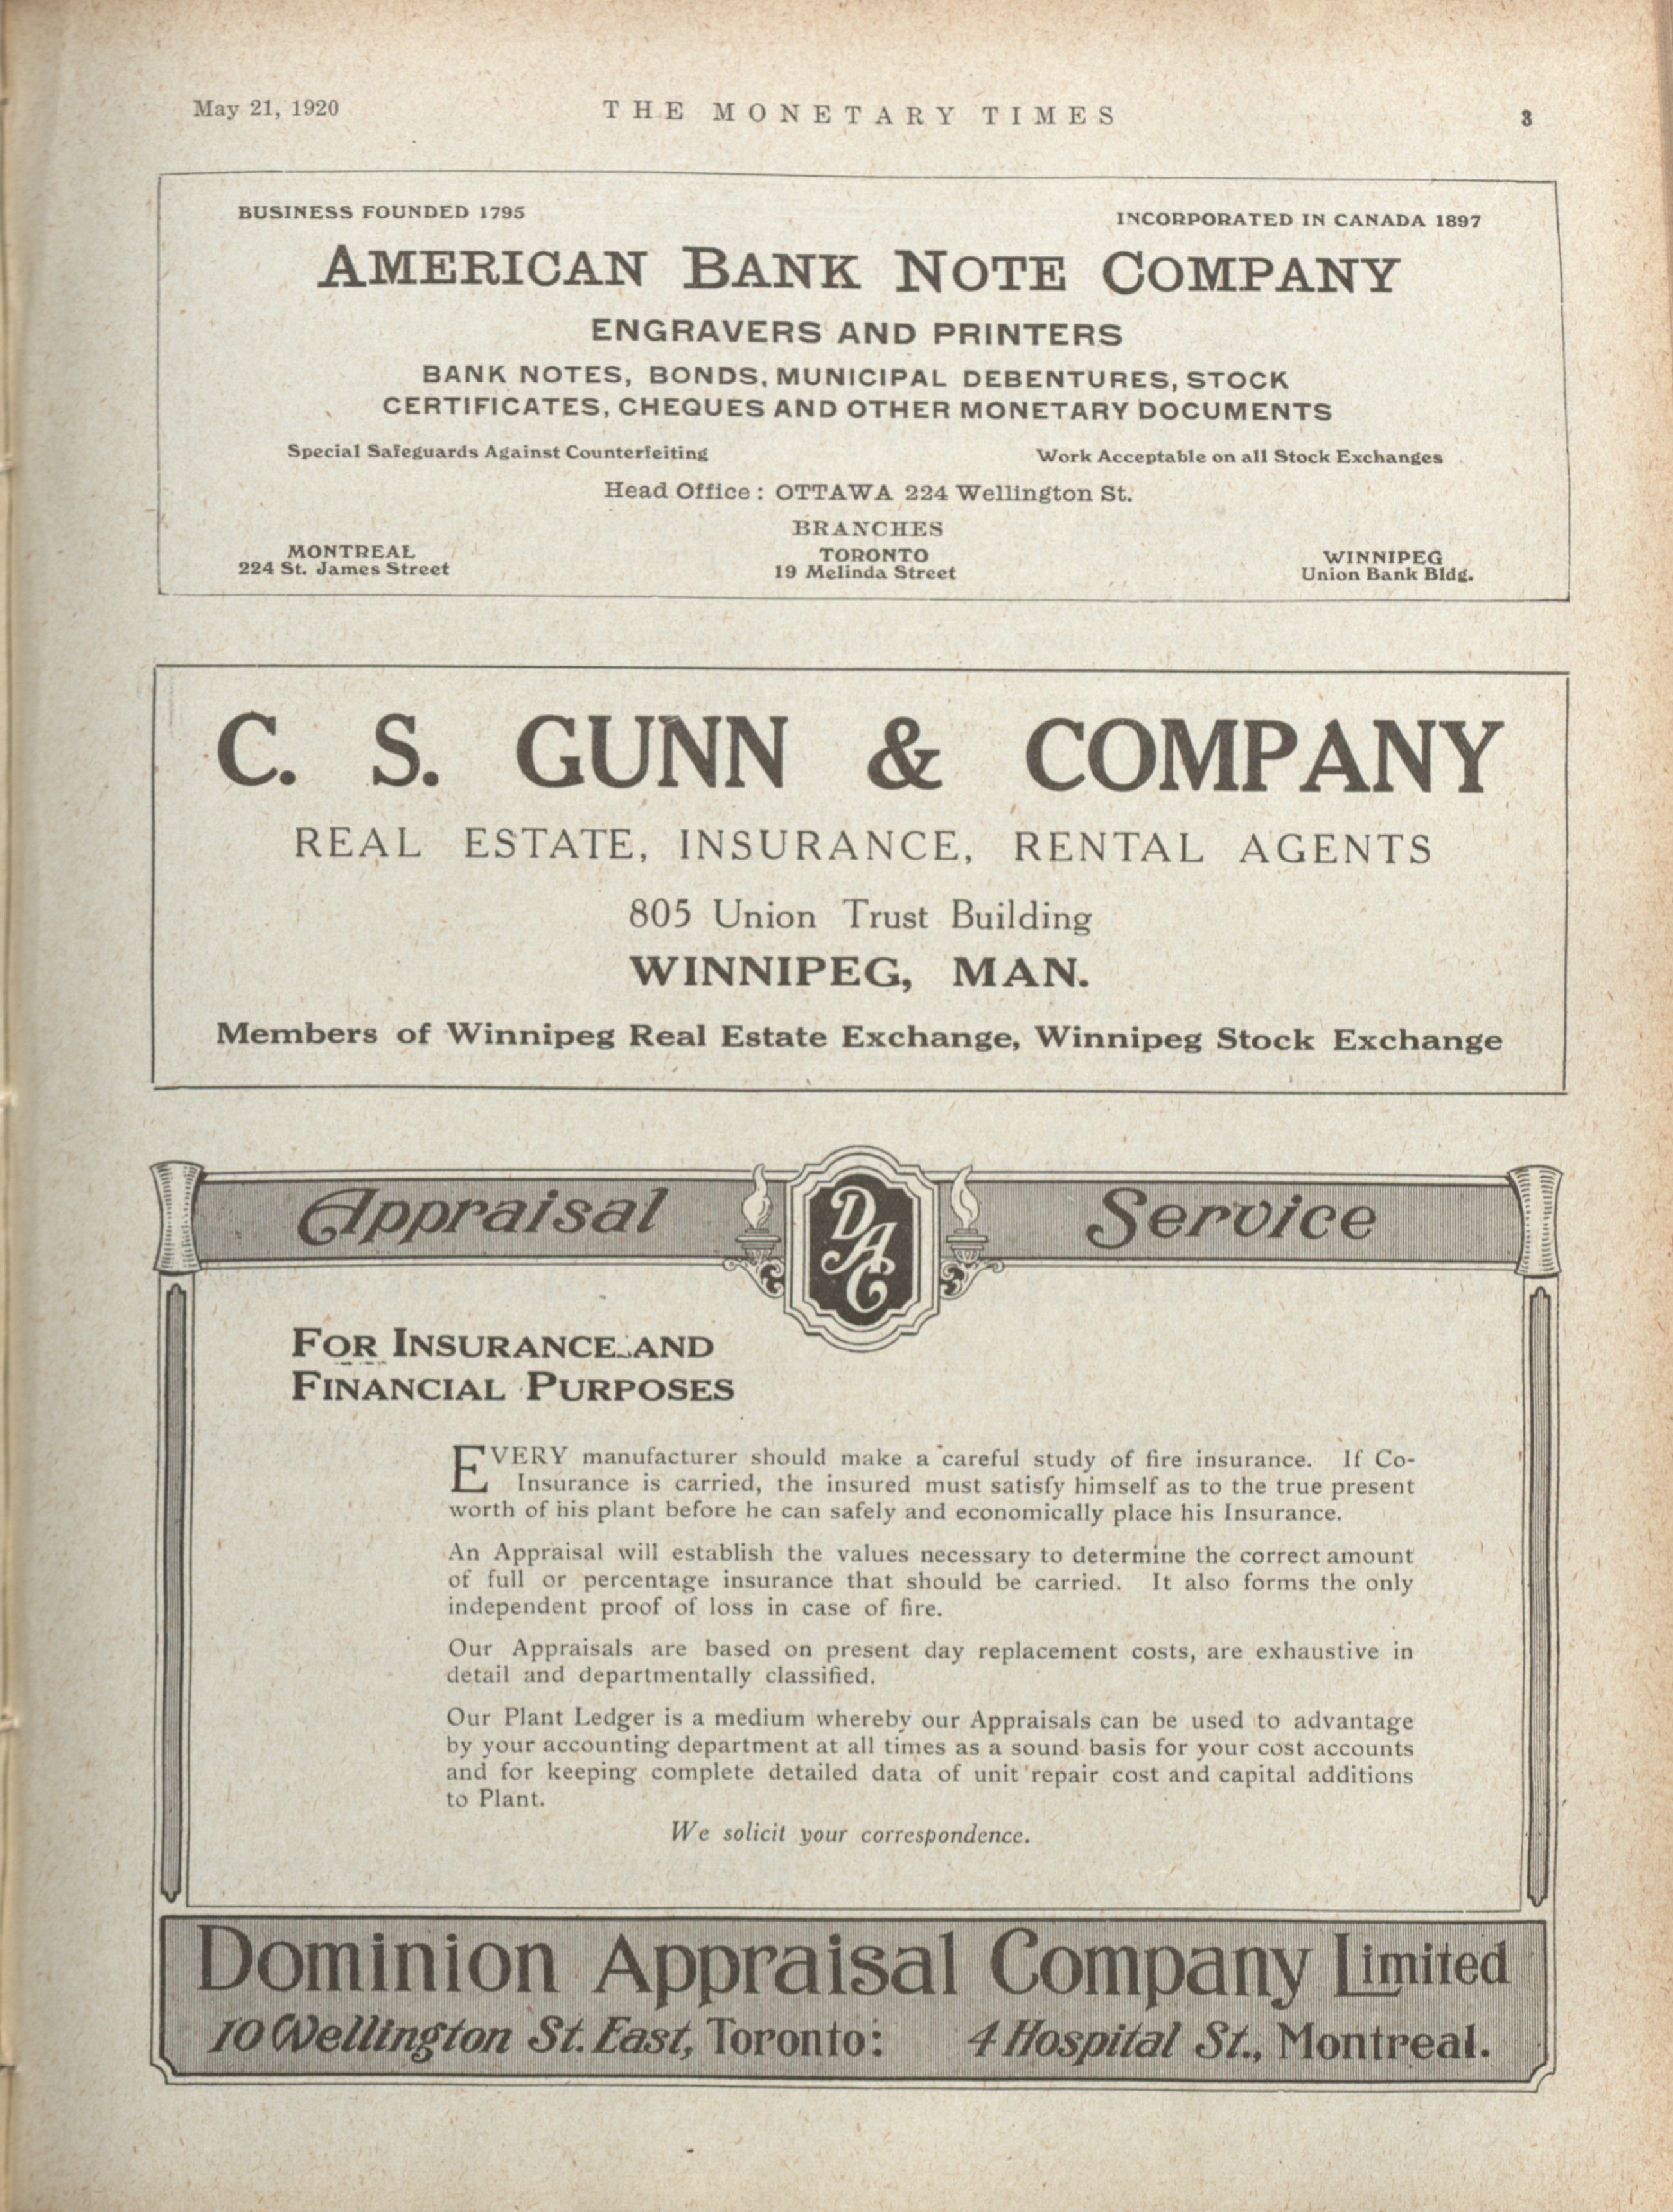 May 21, 1920
THE MONETARY TIMES
3
BUSINESS FOUNDED 1795
INCORPORATED IN CANADA 1897
AMERICAN BANK NOTE COMPANY
ENGRAVERS AND PRINTERS
BANK NOTES, BONDS, MUNICIPAL DEBENTURES, STOCK
CERTIFICATES, CHEQUES AND OTHER MONETARY DOCUMENTS
Special Safeguards Against Counterfeiting
Work Acceptable on all Stock Exchanges
Head Office: OTTAWA 224 Wellington St.
BRANCHES
MONTREAL
224 St. James Street
TORONTO
19 Melinda Street
WINNIPEG
Union Bank Bldg.
C. S. GUNN & COMPANY
REAL ESTATE, INSURANCE, RENTAL AGENTS
805 Union Trust Building
WINNIPEG, MAN.
Members of Winnipeg Real Estate Exchange, Winnipeg Stock Exchange
Appraisal DAC Service
FOR INSURANCE AND
FINANCIAL PURPOSES
EVERY manufacturer should make a careful study of fire insurance. If Co-
Insurance is carried, the insured must satisfy himself as to the true present
worth of his plant before he can safely and economically place his Insurance.
An Appraisal will establish the values necessary to determine the correct amount
of full or percentage insurance that should be carried. It also forms the only
independent proof of loss in case of fire.
Our Appraisals are based on present day replacement costs, are exhaustive in
detail and departmentally classified.
Our Plant Ledger is a medium whereby our Appraisals can be used to advantage
by your accounting department at all times as a sound basis for your cost accounts
and for keeping complete detailed data of unit repair cost and capital additions
to Plant.
We solicit your correspondence.
Dominion Appraisal Company Limited
10 Wellington St. East, Toronto: 4 Hospital St., Montreal.